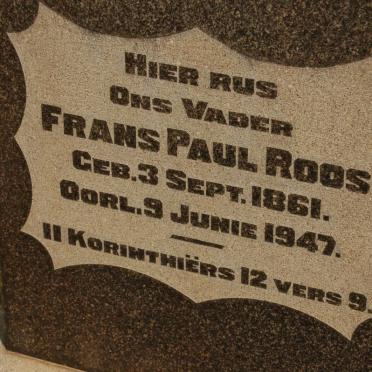 HIER RUS
ONS VADER
FRANS PAUL ROOS
GEB. 3 SEPT. 1861.
OORL. 9 JUNIE 1947.
II KORINTHIËRS 12 VERS 9.